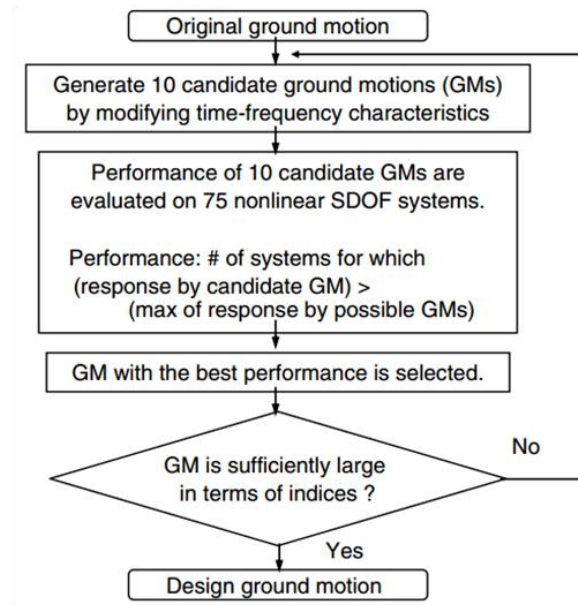 Original ground motion
Generate 10 candidate ground motions (GMs)
by modifying time-frequency characteristics
Performance of 10 candidate GMs are
evaluated on 75 nonlinear SDOF systems.
Performance: # of systems for which
(response by candidate GM) >
(max of response by possible GMs)
GM with the best performance is selected.
GM is sufficiently large
in terms of indices ?
No
Yes
Design ground motion